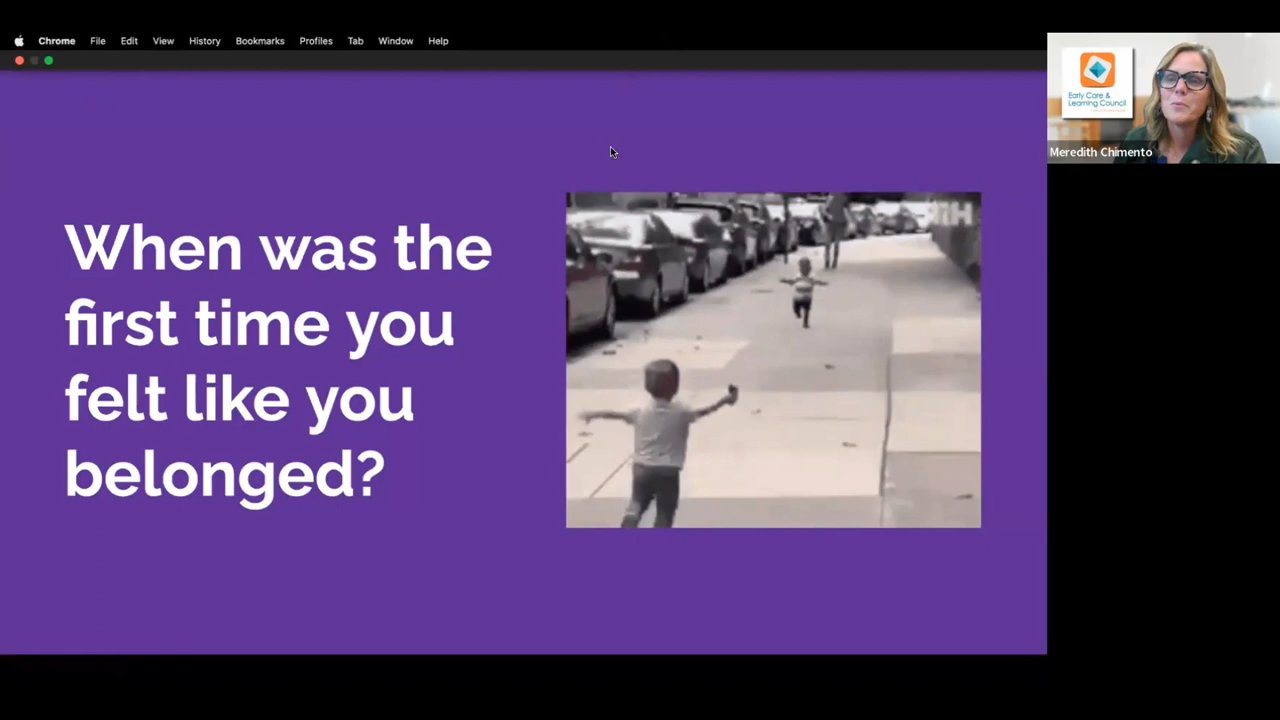 Chrome File Edit View History Bookmarks Profiles Tab Window Help
Early Care &
Learning Council
Meredith Chimento
When was the
first time you
felt like you
belonged?